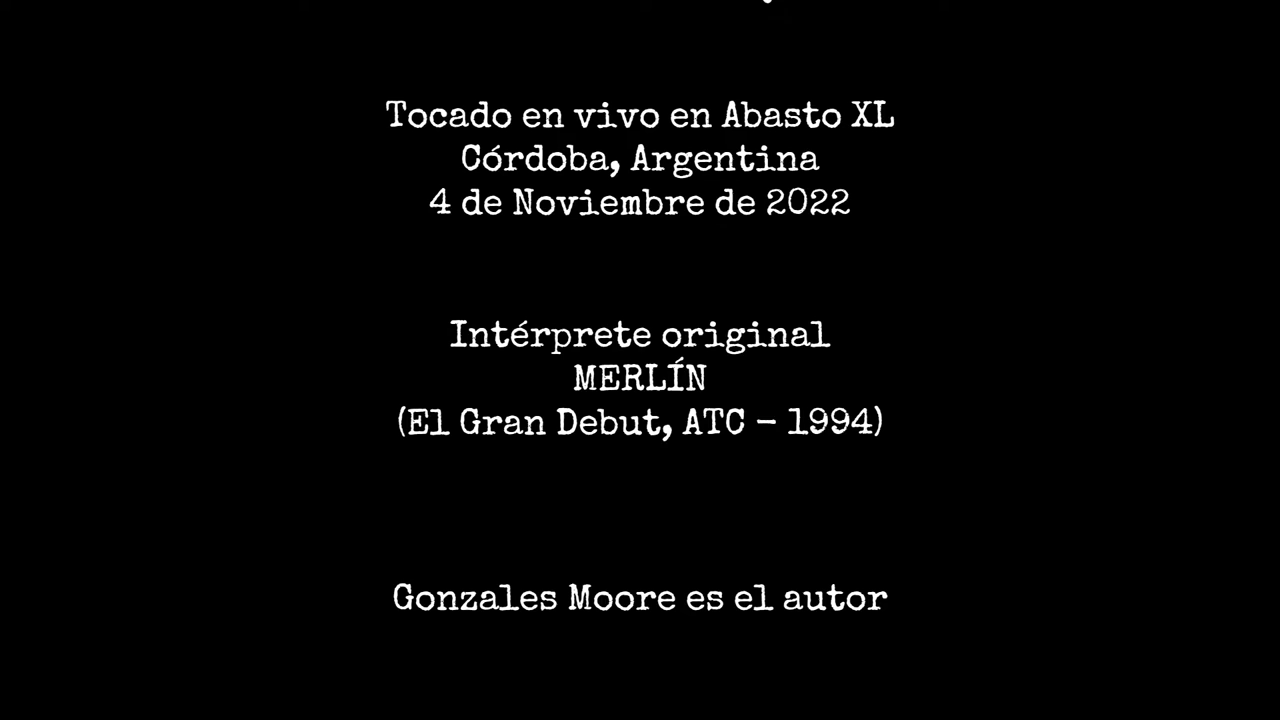 Tocado en vivo en Abasto XL
Córdoba, Argentina
4 de Noviembre de 2022
Intérprete original
MERLÍN
(El Gran Debut, ATC - 1994)
Gonzales Moore es el autor